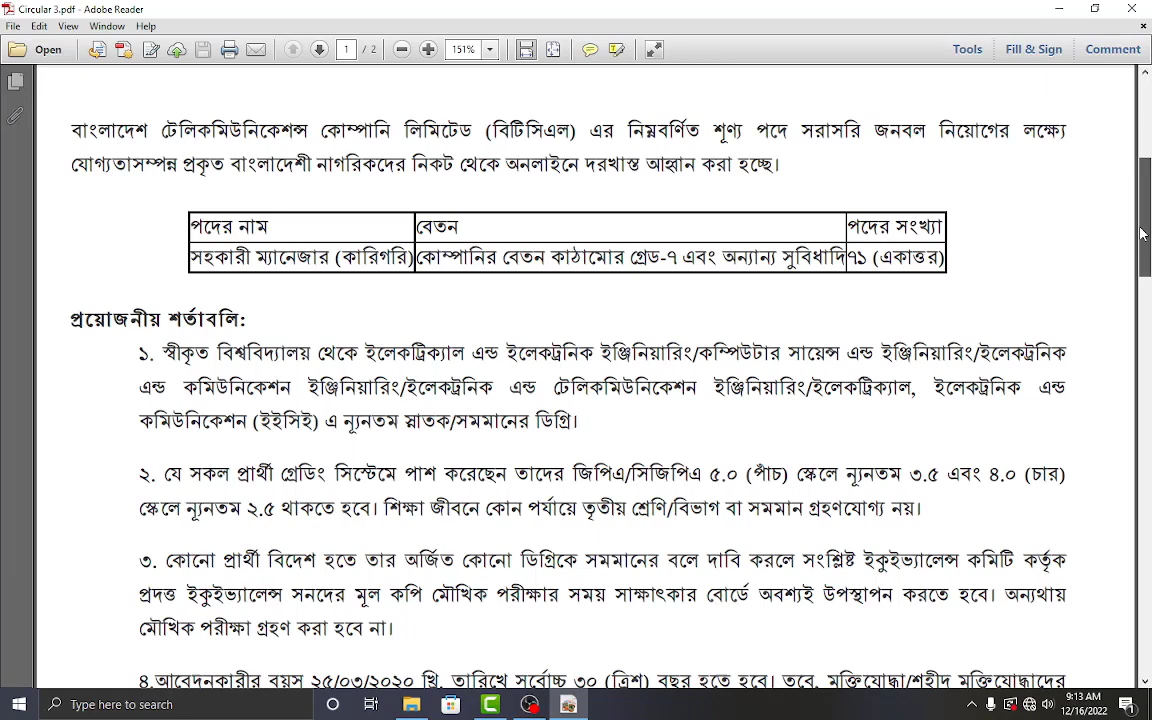 Circular 3.pdf - Adobe Reader
File Edit View Window Help
Open 1 / 2 151% Tools Fill & Sign Comment
বাংলাদেশ টেলিকমিউনিকেশন্স কোম্পানি লিমিটেড (বিটিসিএল) এর নিম্নবর্ণিত শূণ্য পদে সরাসরি জনবল নিয়োগের লক্ষ্যে
যোগ্যতাসম্পন্ন প্রকৃত বাংলাদেশী নাগরিকদের নিকট থেকে অনলাইনে দরখাস্ত আহ্বান করা হচ্ছে।
পদের নাম বেতন পদের সংখ্যা
সহকারী ম্যানেজার (কারিগরি) কোম্পানির বেতন কাঠামোর গ্রেড-৭ এবং অন্যান্য সুবিধাদি ৭১ (একাত্তর)
প্রয়োজনীয় শর্তাবলি:
১. স্বীকৃত বিশ্ববিদ্যালয় থেকে ইলেকট্রিক্যাল এন্ড ইলেকট্রনিক ইঞ্জিনিয়ারিং/কম্পিউটার সায়েন্স এন্ড ইঞ্জিনিয়ারিং/ইলেকট্রনিক
এন্ড কমিউনিকেশন ইঞ্জিনিয়ারিং/ইলেকট্রনিক এন্ড টেলিকমিউনিকেশন ইঞ্জিনিয়ারিং/ইলেকট্রিক্যাল, ইলেকট্রনিক এন্ড
কমিউনিকেশন (ইইসিই) এ ন্যূনতম স্নাতক/সমমানের ডিগ্রি।
২. যে সকল প্রার্থী গ্রেডিং সিস্টেমে পাশ করেছেন তাদের জিপিএ/সিজিপিএ ৫.০ (পাঁচ) স্কেলে ন্যূনতম ৩.৫ এবং ৪.০ (চার)
স্কেলে ন্যূনতম ২.৫ থাকতে হবে। শিক্ষা জীবনে কোন পর্যায়ে তৃতীয় শ্রেণি/বিভাগ বা সমমান গ্রহণযোগ্য নয়।
৩. কোনো প্রার্থী বিদেশ হতে তার অর্জিত কোনো ডিগ্রিকে সমমানের বলে দাবি করলে সংশ্লিষ্ট ইকুইভ্যালেন্স কমিটি কর্তৃক
প্রদত্ত ইকুইভ্যালেন্স সনদের মূল কপি মৌখিক পরীক্ষার সময় সাক্ষাৎকার বোর্ডে অবশ্যই উপস্থাপন করতে হবে। অন্যথায়
মৌখিক পরীক্ষা গ্রহণ করা হবে না।
৪.আবেদনকারীর বয়স ২৫/০৩/২০২০ খ্রি. তারিখে সর্বোচ্চ ৩০ (ত্রিশ) বছর হতে হবে। তবে, মুক্তিযোদ্ধা/শহীদ মুক্তিযোদ্ধাদের
Type here to search 9:13 AM
12/16/2022 1